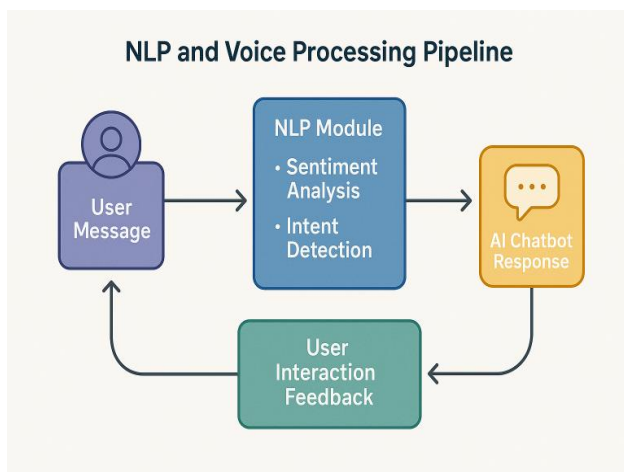 NLP and Voice Processing Pipeline
User
Message
NLP Module
• Sentiment
Analysis
• Intent
Detection
AI Chatbot
Response
User
Interaction
Feedback